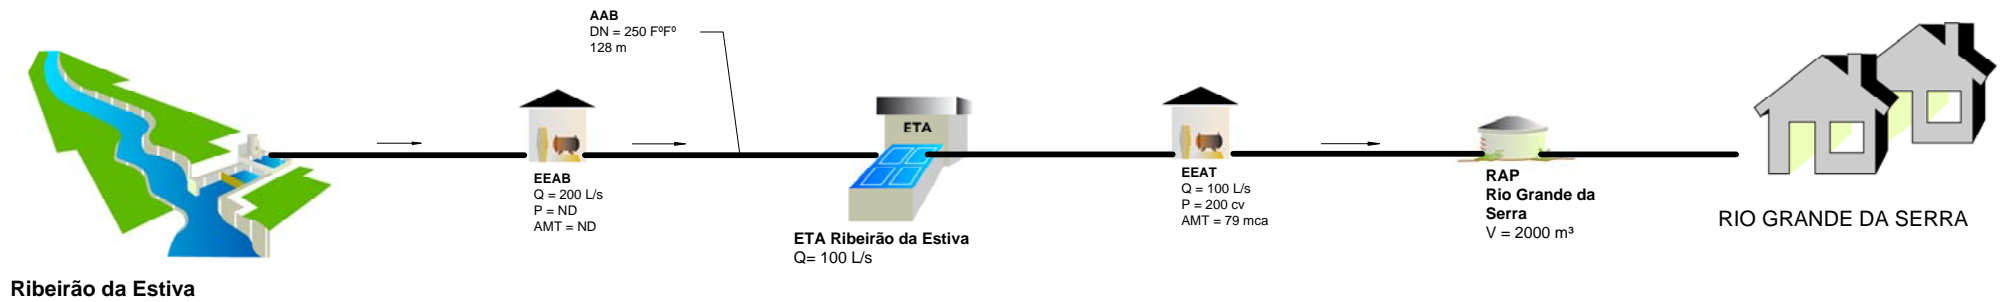 AAB
DN = 250 FºFº
128 m
ETA
EEAB
Q = 200 L/s
P = ND
AMT = ND
EEAT
Q = 100 L/s
P = 200 cv
AMT = 79 mca
RAP
Rio Grande da
Serra
V = 2000 m³
RIO GRANDE DA SERRA
ETA Ribeirão da Estiva
Q= 100 L/s
Ribeirão da Estiva